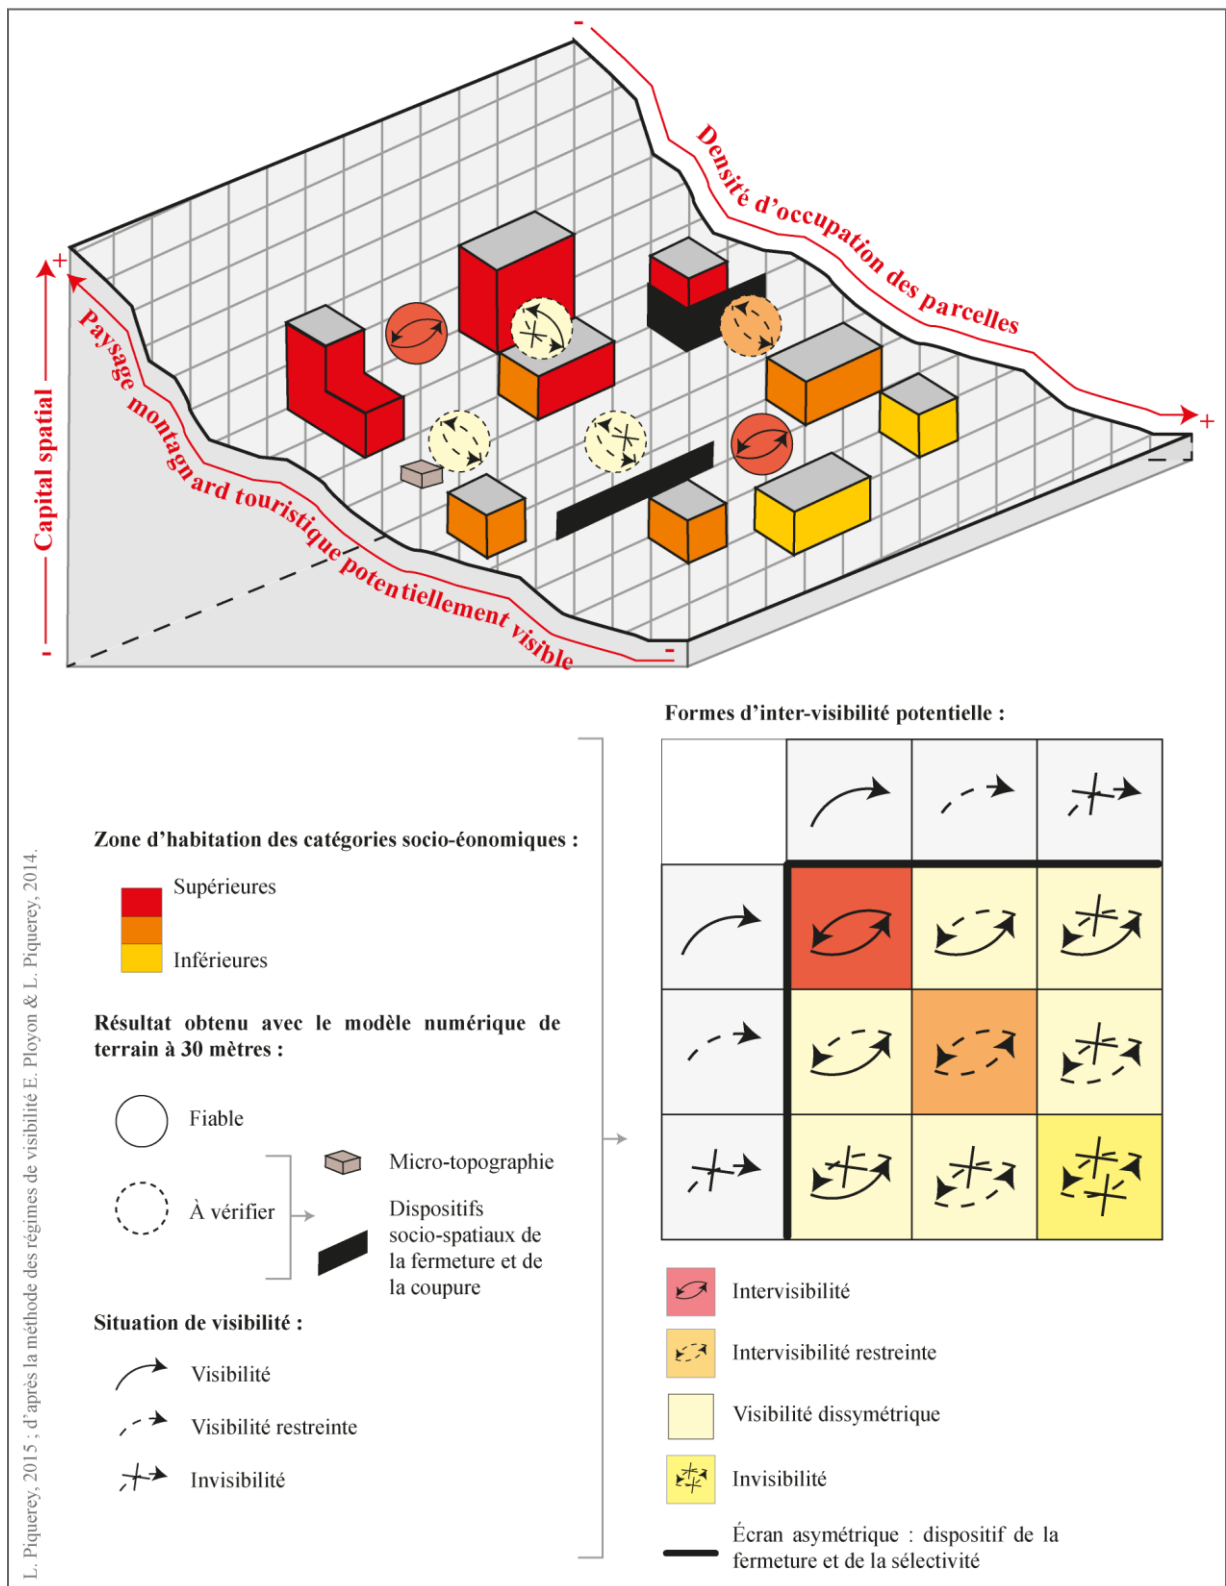 -
Densité d'occupation des parcelles
+
+
Capital spatial
-
Paysage montagnard touristique potentiellement visible
-
Formes d'inter-visibilité potentielle :
Zone d'habitation des catégories socio-éonomiques :
Supérieures
Inférieures
Résultat obtenu avec le modèle numérique de
terrain à 30 mètres :
Fiable
À vérifier
Micro-topographie
Dispositifs
socio-spatiaux de
la fermeture et de
la coupure
Situation de visibilité :
Visibilité
Visibilité restreinte
Invisibilité
Intervisibilité
Intervisibilité restreinte
Visibilité dissymétrique
Invisibilité
Écran asymétrique : dispositif de la
fermeture et de la sélectivité
L. Piquerey, 2015 ; d'après la méthode des régimes de visibilité E. Ployon & L. Piquerey, 2014.